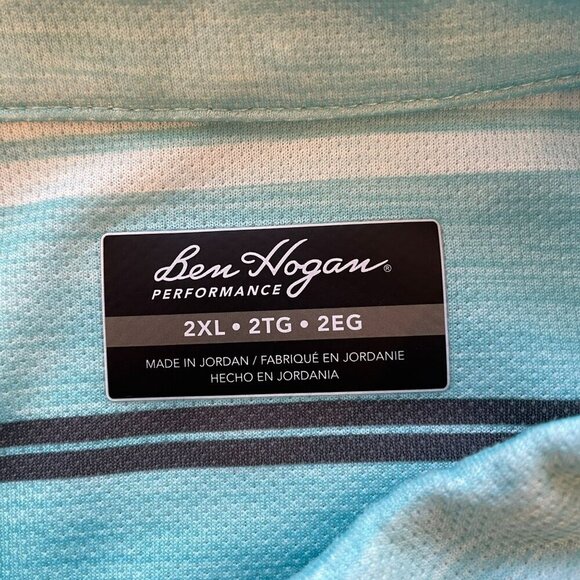 Ben Hogan®
PERFORMANCE
2XL • 2TG • 2EG
MADE IN JORDAN / FABRIQUÉ EN JORDANIE
HECHO EN JORDANIA